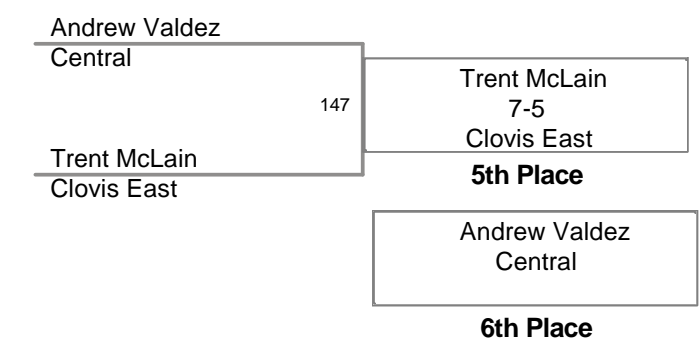 Andrew Valdez
Central
147
Trent McLain
Clovis East
Trent McLain
7-5
Clovis East
5th Place
Andrew Valdez
Central
6th Place